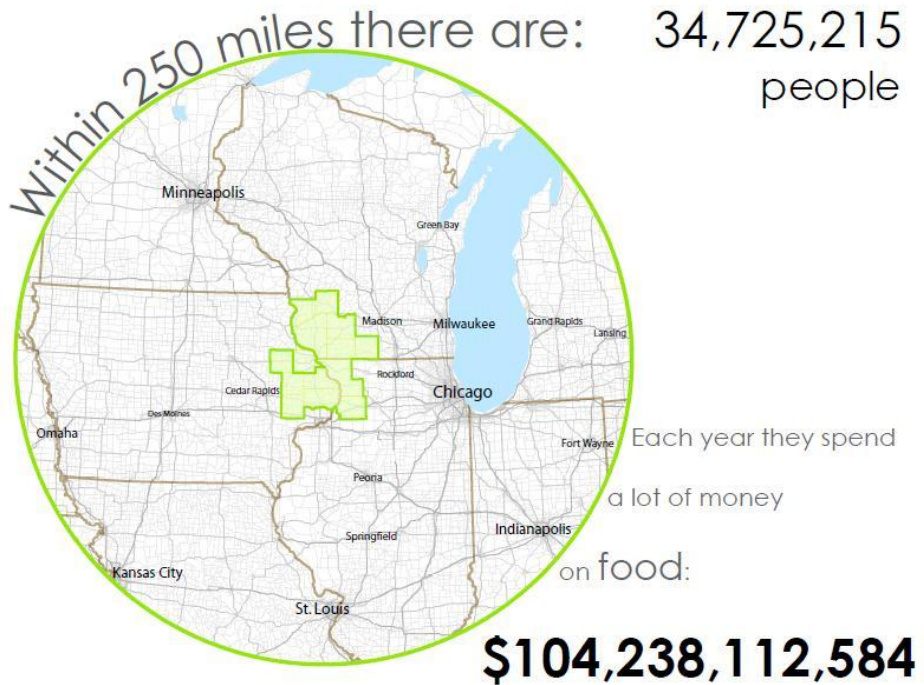 Within 250 miles there are:
34,725,215
people
Minneapolis
Green Bay
Madison
Milwaukee
Grand Rapids
Lansing
Rockford
Cedar Rapids
Chicago
Des Moines
Omaha
Fort Wayne
Each year they spend
Peoria
a lot of money
Springfield
Indianapolis
Kansas City
on food:
St. Louis
$104,238,112,584